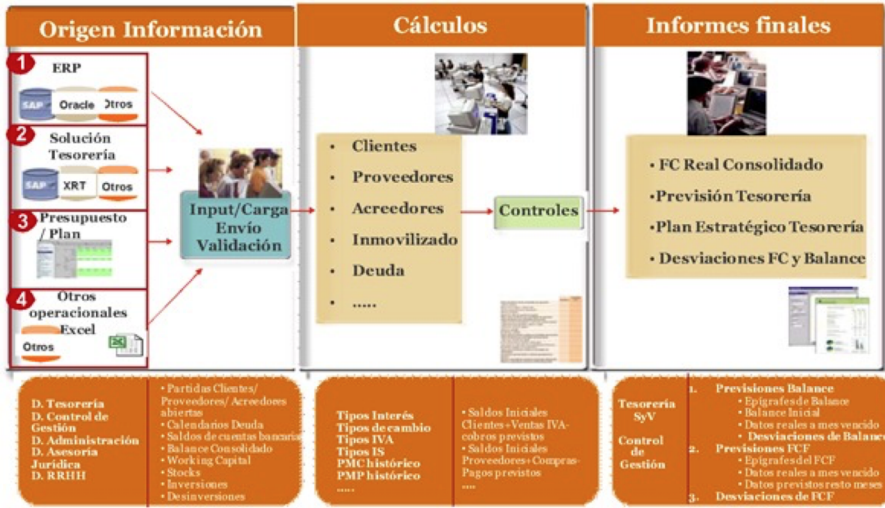 Origen Información
1
ERP
SAP
Oracle
Otros
2
Solución
Tesorería
SAP
XRT
Otros
3
Presupuesto
/ Plan
4
Otros
operacionales
Excel
Otros
Input/Carga
Envío
Validación
Cálculos
• Clientes
• Proveedores
• Acreedores
• Inmovilizado
• Deuda
• .....
Controles
Informes finales
• FC Real Consolidado
• Previsión Tesorería
• Plan Estratégico Tesorería
• Desviaciones FC y Balance
D. Tesorería
D. Control de
Gestión
D. Administración
D. Asesoría
Jurídica
D. RRHH
• Partidas Clientes/
Proveedores/ Acreedores
abiertas
• Calendarios Deuda
• Saldos de cuentas bancarias
• Balance Consolidado
• Working Capital
• Stocks
• Inversiones
• Desinversiones
Tipos Interés
Tipos de cambio
Tipos IVA
Tipos IS
PMC histórico
PMP histórico
.....
• Saldos Iniciales
Clientes+Ventas IVA-
cobros previstos
• Saldos Iniciales
Proveedores+Compras-
Pagos previstos
....
Tesorería
SyV
Control
de
Gestión
1. Previsiones Balance
• Epígrafes de Balance
• Balance Inicial
• Datos reales a mes vencido
• Desviaciones de Balance
2. Previsiones FCF
• Epígrafes del FCF
• Datos reales a mes vencido
• Datos previstos resto meses
3. Desviaciones de FCF